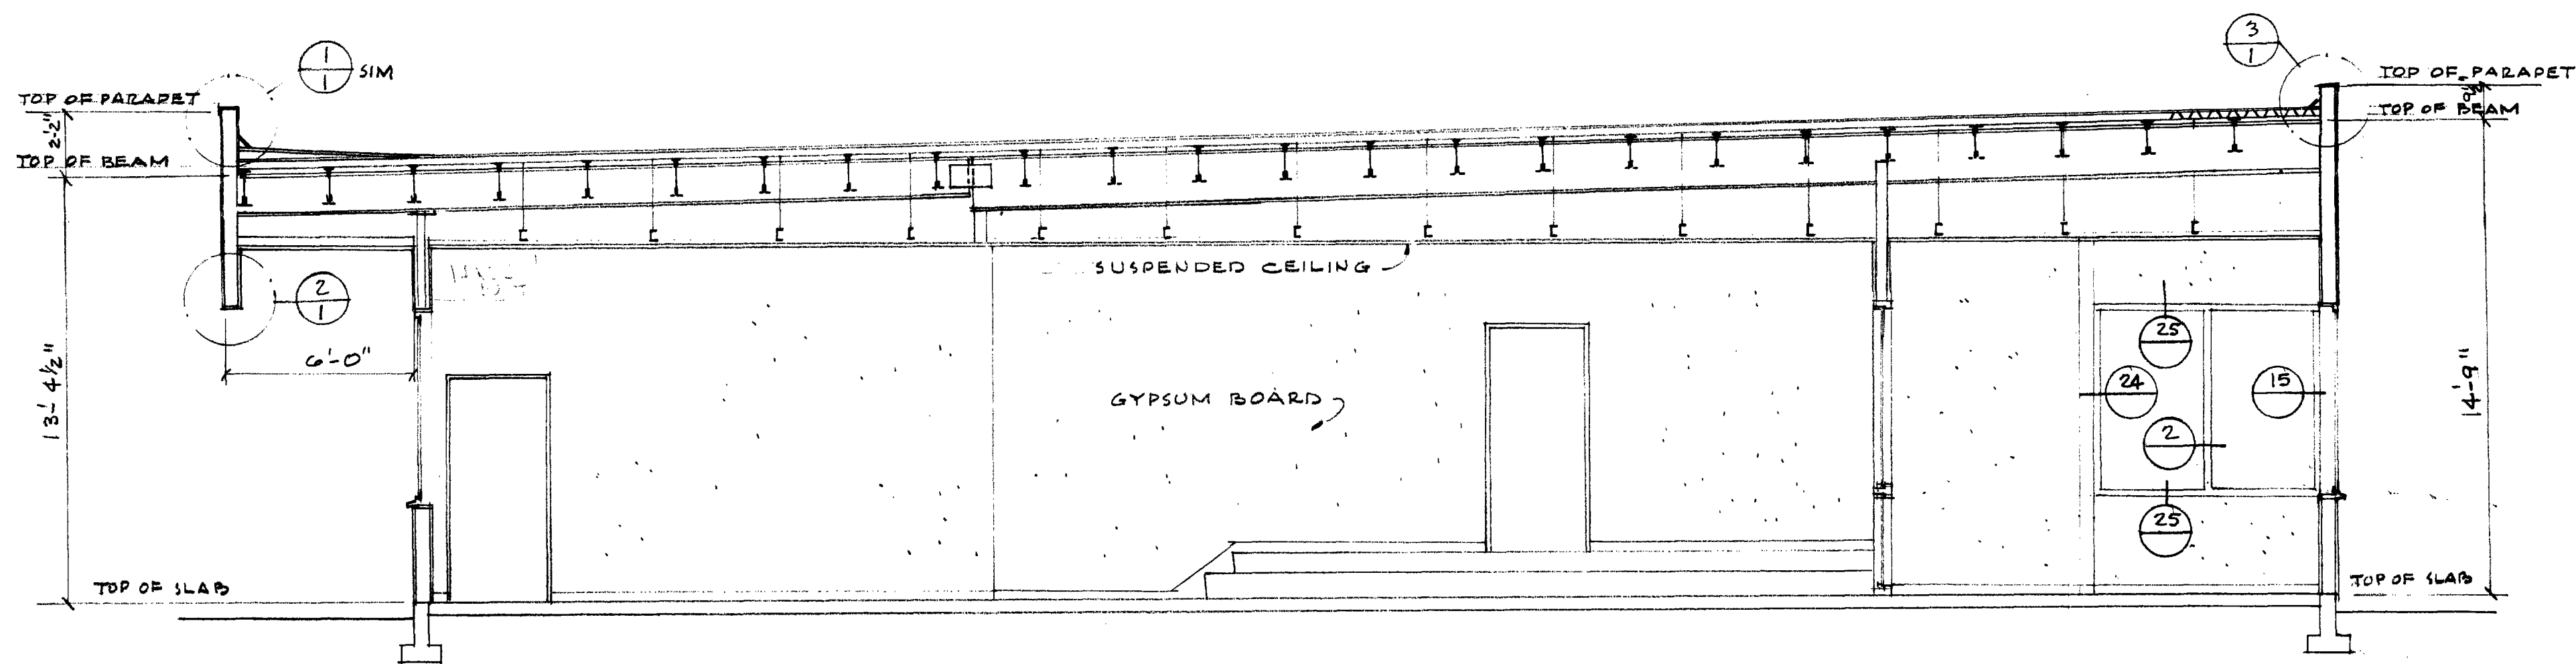 1
1
SIM
3
1
TOP OF PARAPET
TOP OF PARAPET
2'-2"
TOP OF BEAM
TOP OF BEAM
SUSPENDED CEILING
2
1
25
6'-0"
13'-4½"
14'-9"
24
15
GYPSUM BOARD
2
25
TOP OF SLAB
TOP OF SLAB